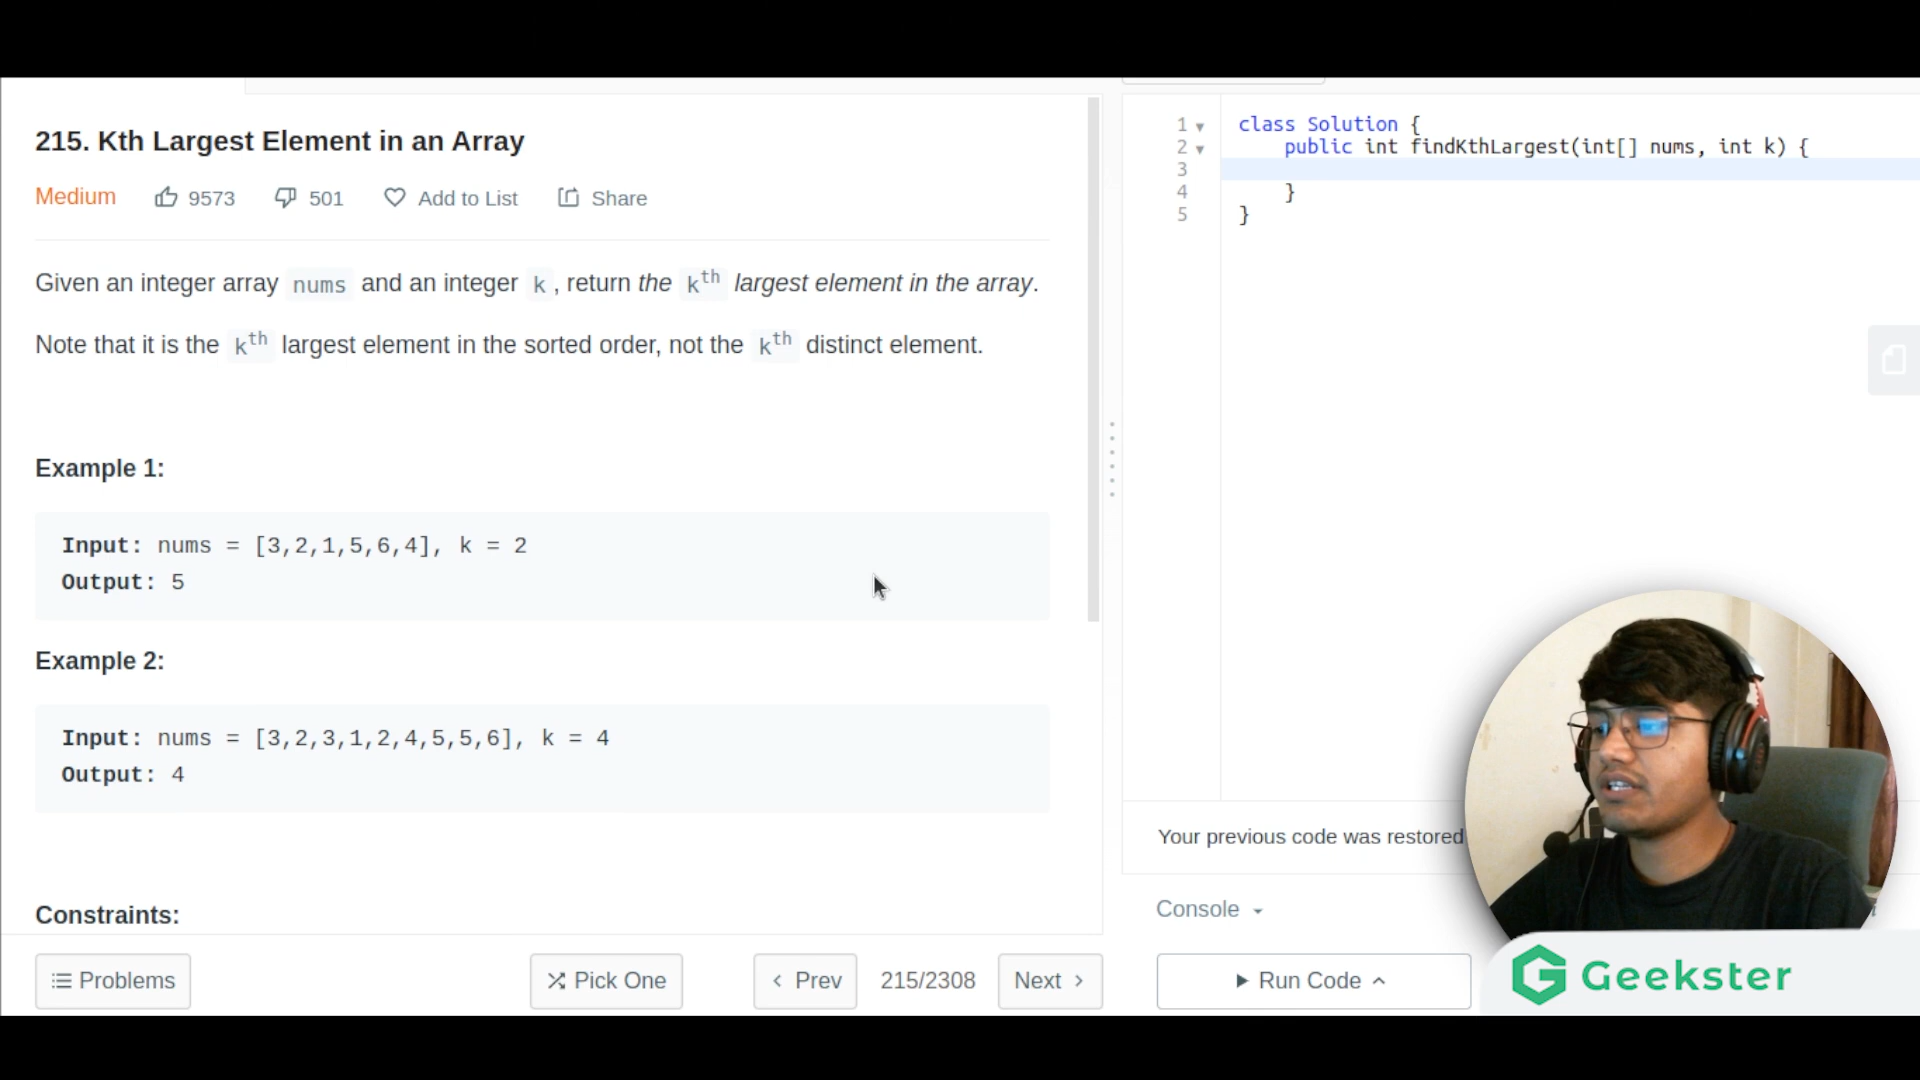 215. Kth Largest Element in an Array
Medium 9573 501 Add to List Share
Given an integer array nums and an integer k, return the kth largest element in the array.
Note that it is the kth largest element in the sorted order, not the kth distinct element.
Example 1:
Input: nums = [3,2,1,5,6,4], k = 2
Output: 5
Example 2:
Input: nums = [3,2,3,1,2,4,5,5,6], k = 4
Output: 4
Constraints:
Problems Pick One Prev 215/2308 Next
1 class Solution {
2 public int findKthLargest(int[] nums, int k) {
3
4 }
5 }
Your previous code was restored
Console
Run Code
Geekster